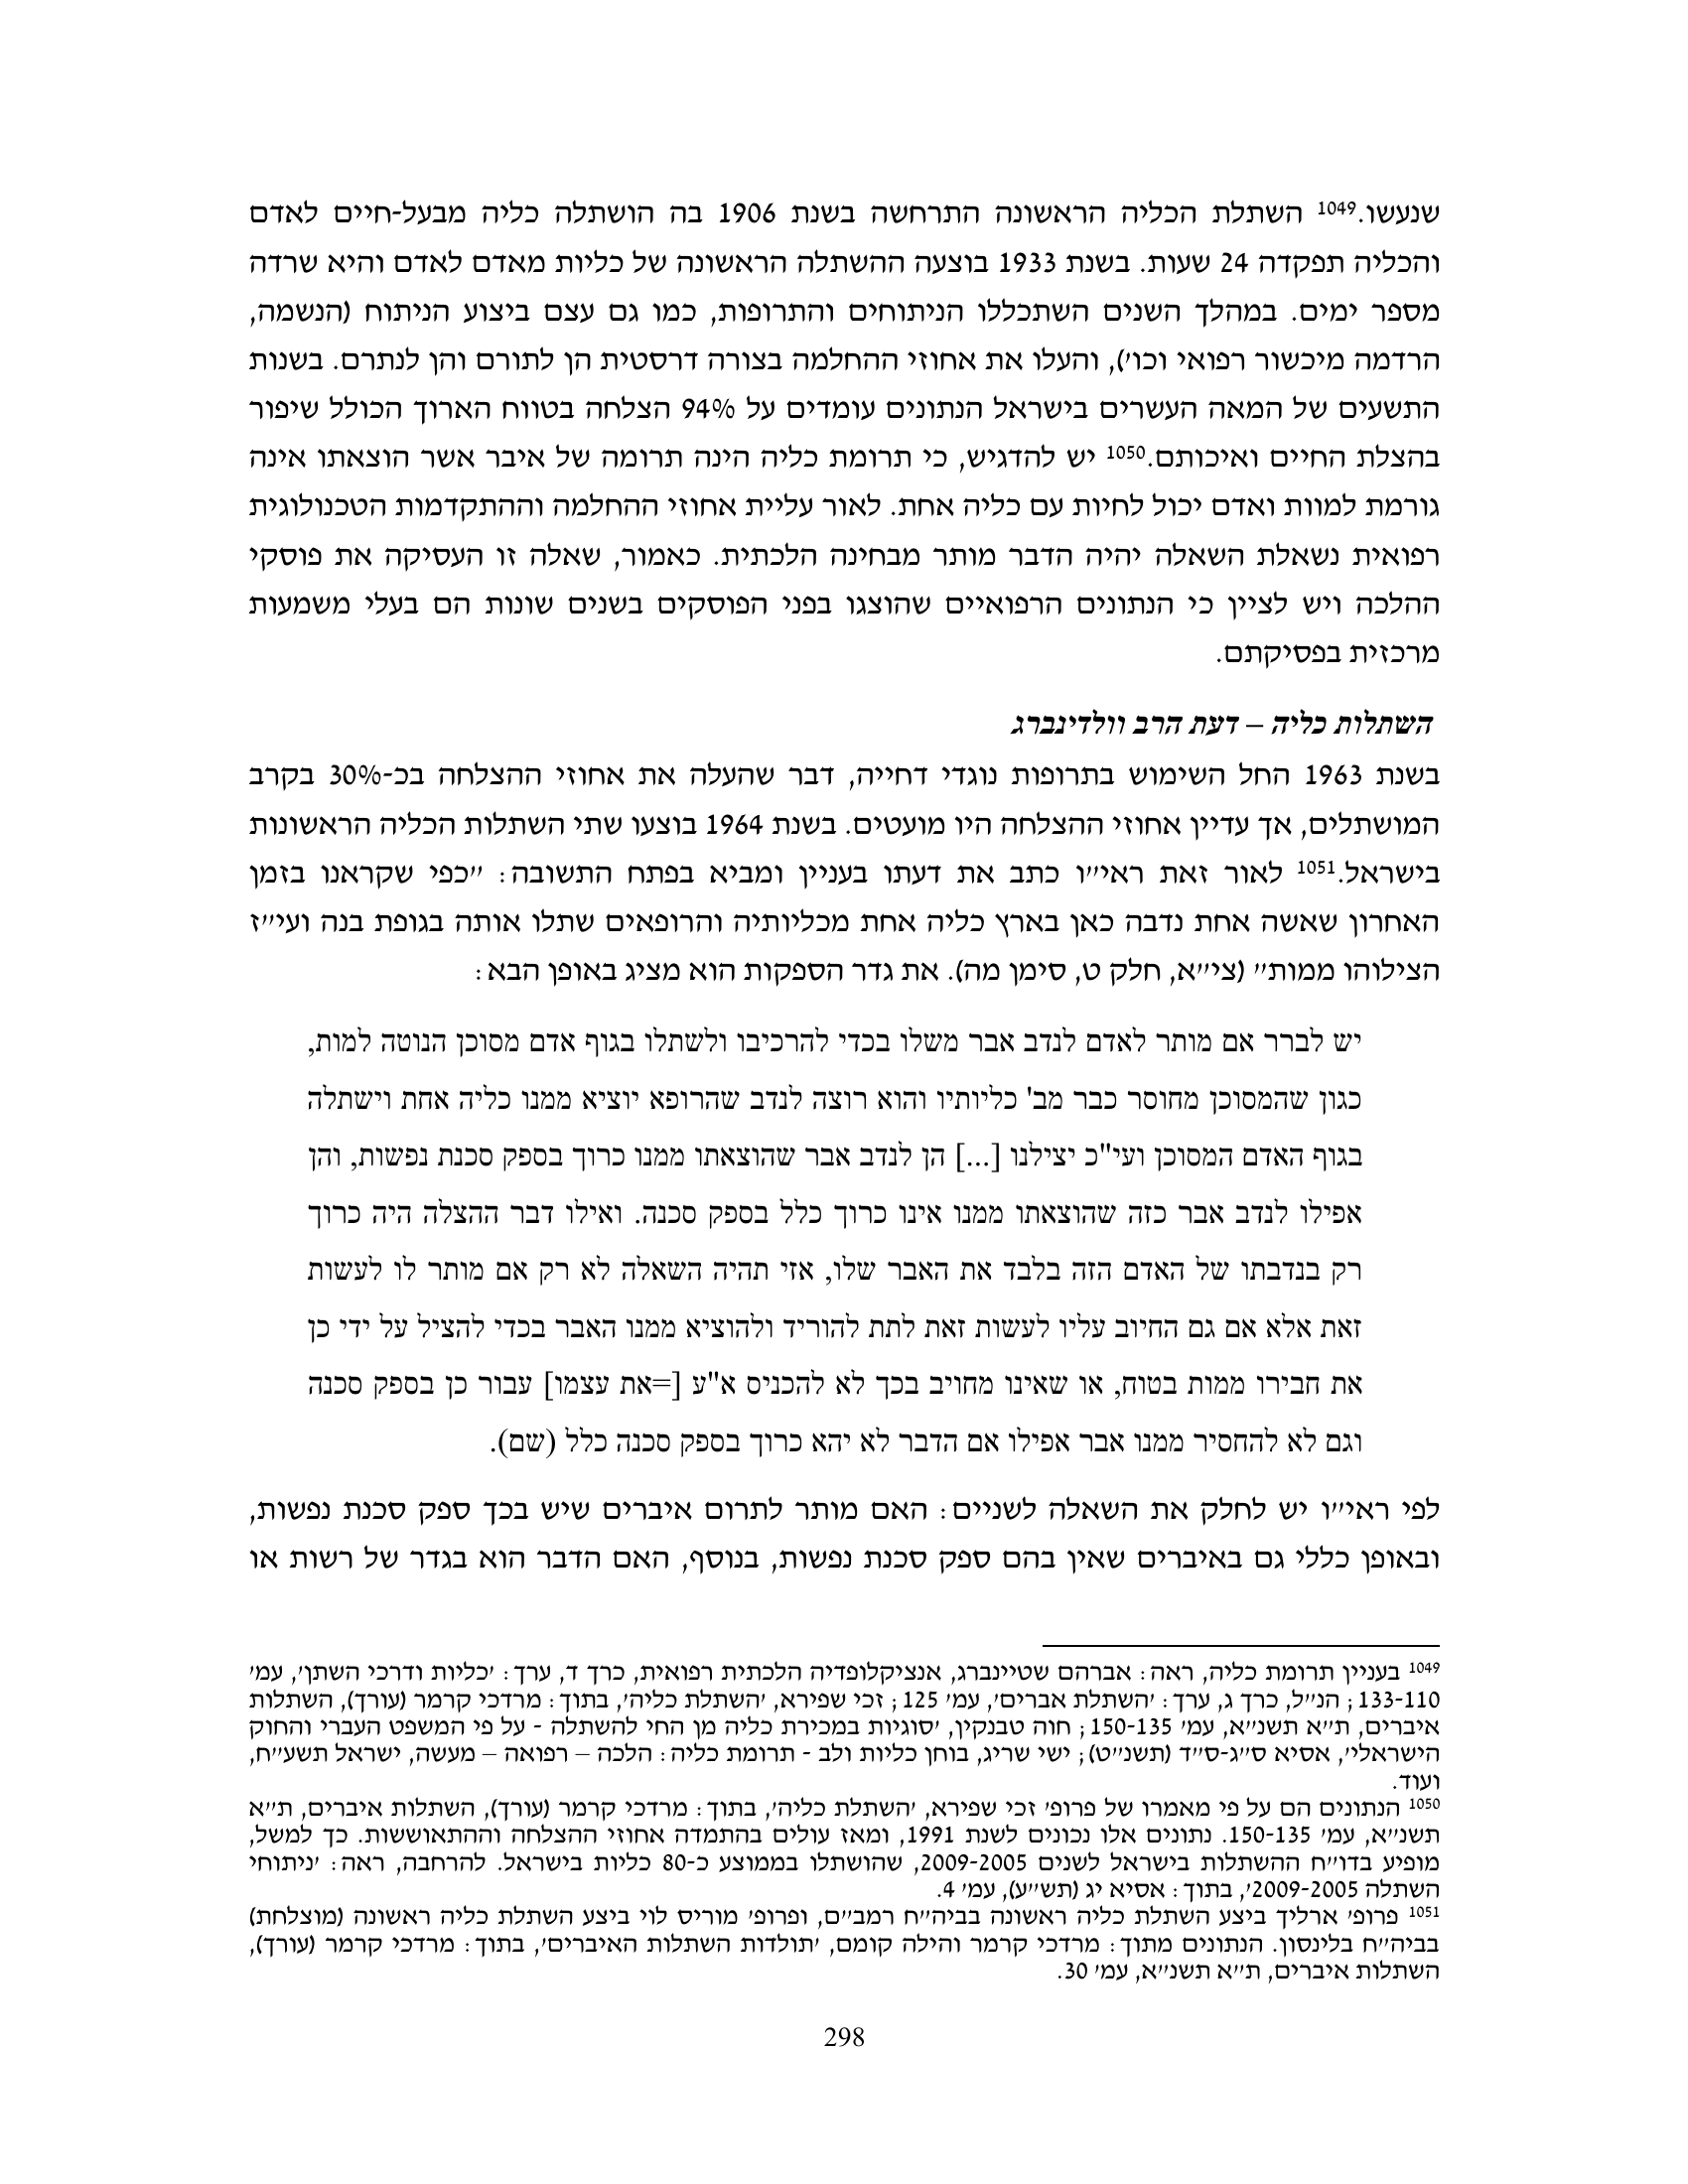 שנעשו.1049 השתלת הכליה הראשונה התרחשה בשנת 1906 בה הושתלה כליה מבעל-חיים לאדם
והכליה תפקדה 24 שעות. בשנת 1933 בוצעה ההשתלה הראשונה של כליות מאדם לאדם והיא שרדה
מספר ימים. במהלך השנים השתכללו הניתוחים והתרופות, כמו גם עצם ביצוע הניתוח (הנשמה,
הרדמה מיכשור רפואי וכו'), והעלו את אחוזי ההחלמה בצורה דרסטית הן לתורם והן לנתרם. בשנות
התשעים של המאה העשרים בישראל הנתונים עומדים על 94% הצלחה בטווח הארוך הכולל שיפור
בהצלת החיים ואיכותם.1050 יש להדגיש, כי תרומת כליה הינה תרומה של איבר אשר הוצאתו אינה
גורמת למוות ואדם יכול לחיות עם כליה אחת. לאור עליית אחוזי ההחלמה וההתקדמות הטכנולוגית
רפואית נשאלת השאלה יהיה הדבר מותר מבחינה הלכתית. כאמור, שאלה זו העסיקה את פוסקי
ההלכה ויש לציין כי הנתונים הרפואיים שהוצגו בפני הפוסקים בשנים שונות הם בעלי משמעות
מרכזית בפסיקתם.
השתלות כליה – דעת הרב וולדינברג
בשנת 1963 החל השימוש בתרופות נוגדי דחייה, דבר שהעלה את אחוזי ההצלחה בכ-30% בקרב
המושתלים, אך עדיין אחוזי ההצלחה היו מועטים. בשנת 1964 בוצעו שתי השתלות הכליה הראשונות
בישראל.1051 לאור זאת ראי"ו כתב את דעתו בעניין ומביא בפתח התשובה: "כפי שקראנו בזמן
האחרון שאשה אחת נדבה כאן בארץ כליה אחת מכליותיה והרופאים שתלו אותה בגופת בנה ועי"ז
הצילוהו ממות" (צי"א, חלק ט, סימן מה). את גדר הספקות הוא מציג באופן הבא:
יש לברר אם מותר לאדם לנדב אבר משלו בכדי להרכיבו ולשתלו בגוף אדם מסוכן הנוטה למות,
כגון שהמסוכן מחוסר כבר מב' כליותיו והוא רוצה לנדב שהרופא יוציא ממנו כליה אחת וישתלה
בגוף האדם המסוכן ועי"כ יצילנו [...] הן לנדב אבר שהוצאתו ממנו כרוך בספק סכנת נפשות, והן
אפילו לנדב אבר כזה שהוצאתו ממנו אינו כרוך כלל בספק סכנה. ואילו דבר ההצלה היה כרוך
רק בנדבתו של האדם הזה בלבד את האבר שלו, אזי תהיה השאלה לא רק אם מותר לו לעשות
זאת אלא אם גם החיוב עליו לעשות זאת לתת להוריד ולהוציא ממנו האבר בכדי להציל על ידי כן
את חבירו ממות בטוח, או שאינו מחויב בכך לא להכניס א"ע [=את עצמו] עבור כן בספק סכנה
וגם לא להחסיר ממנו אבר אפילו אם הדבר לא יהא כרוך בספק סכנה כלל (שם).
לפי ראי"ו יש לחלק את השאלה לשניים: האם מותר לתרום איברים שיש בכך ספק סכנת נפשות,
ובאופן כללי גם באיברים שאין בהם ספק סכנת נפשות, בנוסף, האם הדבר הוא בגדר של רשות או
1049 בעניין תרומת כליה, ראה: אברהם שטיינברג, אנציקלופדיה הלכתית רפואית, כרך ד, ערך: 'כליות ודרכי השתן', עמ'
133-110; הנ"ל, כרך ג, ערך: 'השתלת אברים', עמ' 125; זכי שפירא, 'השתלת כליה', בתוך: מרדכי קרמר (עורך), השתלות
איברים, ת"א תשנ"א, עמ' 150-135; חוה טבנקין, 'סוגיות במכירת כליה מן החי להשתלה - על פי המשפט העברי והחוק
הישראלי', אסיא ס"ג-ס"ד (תשנ"ט); ישי שריג, בוחן כליות ולב - תרומת כליה: הלכה – רפואה – מעשה, ישראל תשע"ח,
ועוד.
1050 הנתונים הם על פי מאמרו של פרופ' זכי שפירא, 'השתלת כליה', בתוך: מרדכי קרמר (עורך), השתלות איברים, ת"א
תשנ"א, עמ' 150-135. נתונים אלו נכונים לשנת 1991, ומאז עולים בהתמדה אחוזי ההצלחה וההתאוששות. כך למשל,
מופיע בדו"ח ההשתלות בישראל לשנים 2009-2005, שהושתלו בממוצע כ-80 כליות בישראל. להרחבה, ראה: 'ניתוחי
השתלה 2009-2005', בתוך: אסיא יג (תש"ע), עמ' 4.
1051 פרופ' ארליך ביצע השתלת כליה ראשונה בביה"ח רמב"ם, ופרופ' מוריס לוי ביצע השתלת כליה ראשונה (מוצלחת)
בביה"ח בלינסון. הנתונים מתוך: מרדכי קרמר והילה קומם, 'תולדות השתלות האיברים', בתוך: מרדכי קרמר (עורך),
השתלות איברים, ת"א תשנ"א, עמ' 30.
298